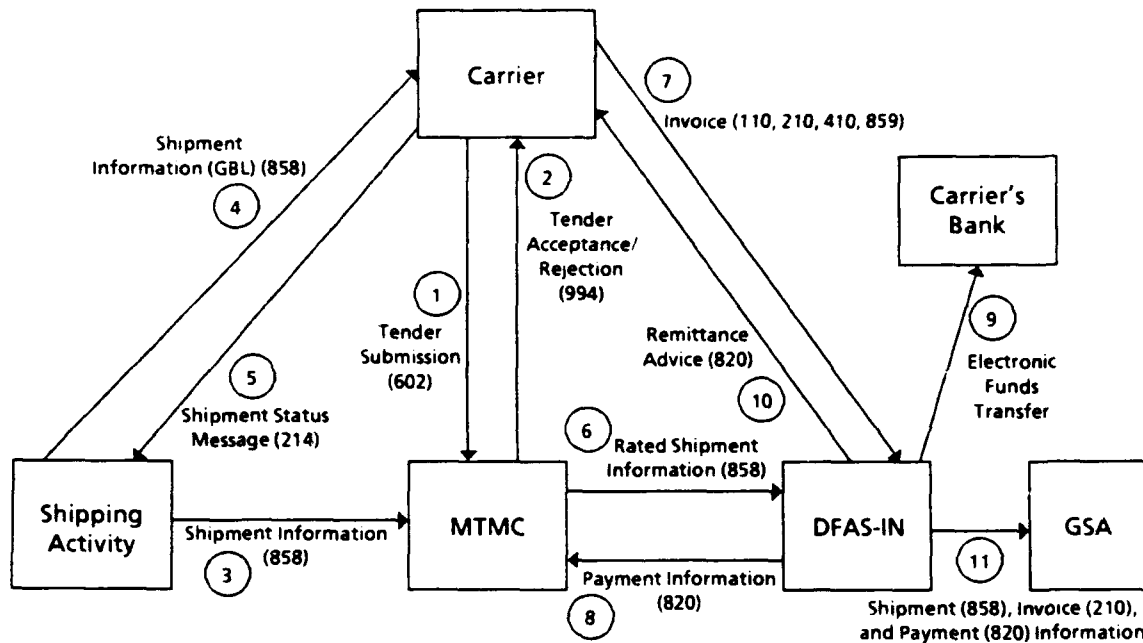 Carrier
7
Invoice (110, 210, 410, 859)
Shipment
Information (GBL) (858)
4
2
Tender
Acceptance/
Rejection
(994)
Carrier's
Bank
1
Tender
Submission
(602)
9
Electronic
Funds
Transfer
Remittance
Advice (820)
10
5
Shipment Status
Message (214)
6
Rated Shipment
Information (858)
Shipping
Activity
Shipment Information
(858)
3
MTMC
Payment Information
(820)
8
DFAS-IN
11
GSA
Shipment (858), Invoice (210),
and Payment (820) Information